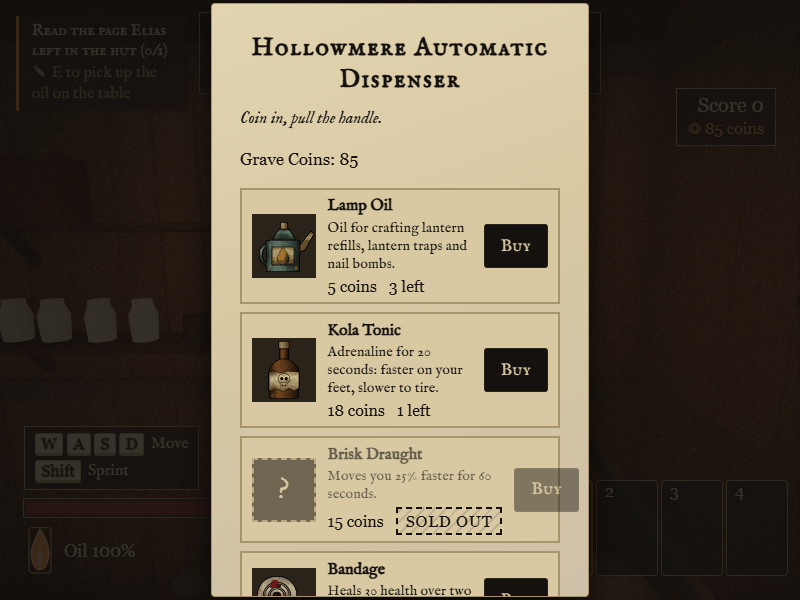 Read the page Elias
left in the hut (0/1)
E to pick up the
oil on the table
Hollowmere Automatic
Dispenser
Coin in, pull the handle.
Grave Coins: 85
Score 0
85 coins
Lamp Oil
Oil for crafting lantern
refills, lantern traps and
nail bombs.
5 coins 3 left
Buy
Kola Tonic
Adrenaline for 20
seconds: faster on your
feet, slower to tire.
18 coins 1 left
Buy
Brisk Draught
Moves you 25% faster for 60
seconds.
15 coins SOLD OUT
?
Buy
Bandage
Heals 30 health over two
Buy
W A S D Move
Shift Sprint
Oil 100%
2 3 4